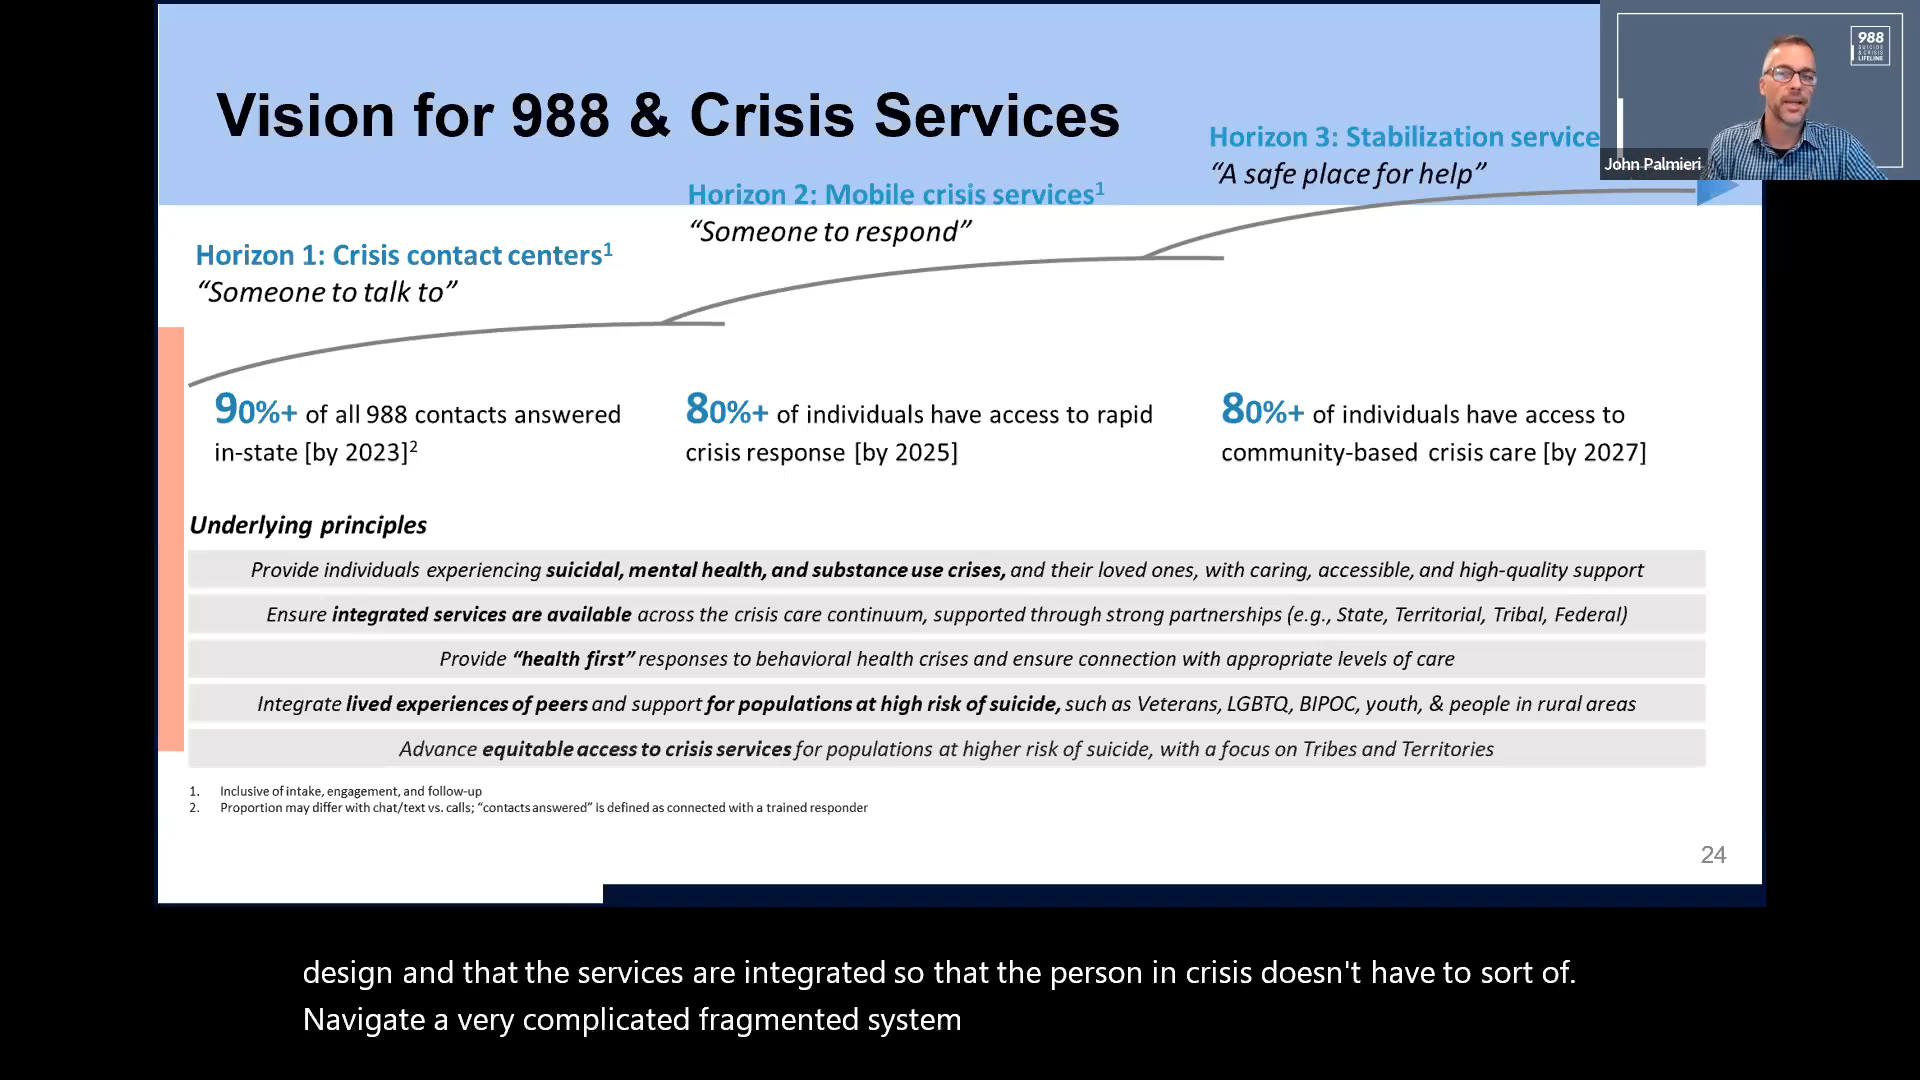 Vision for 988 & Crisis Services
988
SUICIDE
& CRISIS
LIFELINE
John Palmieri
Horizon 3: Stabilization service
“A safe place for help”
Horizon 2: Mobile crisis services1
“Someone to respond”
Horizon 1: Crisis contact centers1
“Someone to talk to”
90%+ of all 988 contacts answered
in-state [by 2023]2
80%+ of individuals have access to rapid
crisis response [by 2025]
80%+ of individuals have access to
community-based crisis care [by 2027]
Underlying principles
Provide individuals experiencing suicidal, mental health, and substance use crises, and their loved ones, with caring, accessible, and high-quality support
Ensure integrated services are available across the crisis care continuum, supported through strong partnerships (e.g., State, Territorial, Tribal, Federal)
Provide “health first” responses to behavioral health crises and ensure connection with appropriate levels of care
Integrate lived experiences of peers and support for populations at high risk of suicide, such as Veterans, LGBTQ, BIPOC, youth, & people in rural areas
Advance equitable access to crisis services for populations at higher risk of suicide, with a focus on Tribes and Territories
1. Inclusive of intake, engagement, and follow-up
2. Proportion may differ with chat/text vs. calls; “contacts answered” is defined as connected with a trained responder
24
design and that the services are integrated so that the person in crisis doesn't have to sort of.
Navigate a very complicated fragmented system